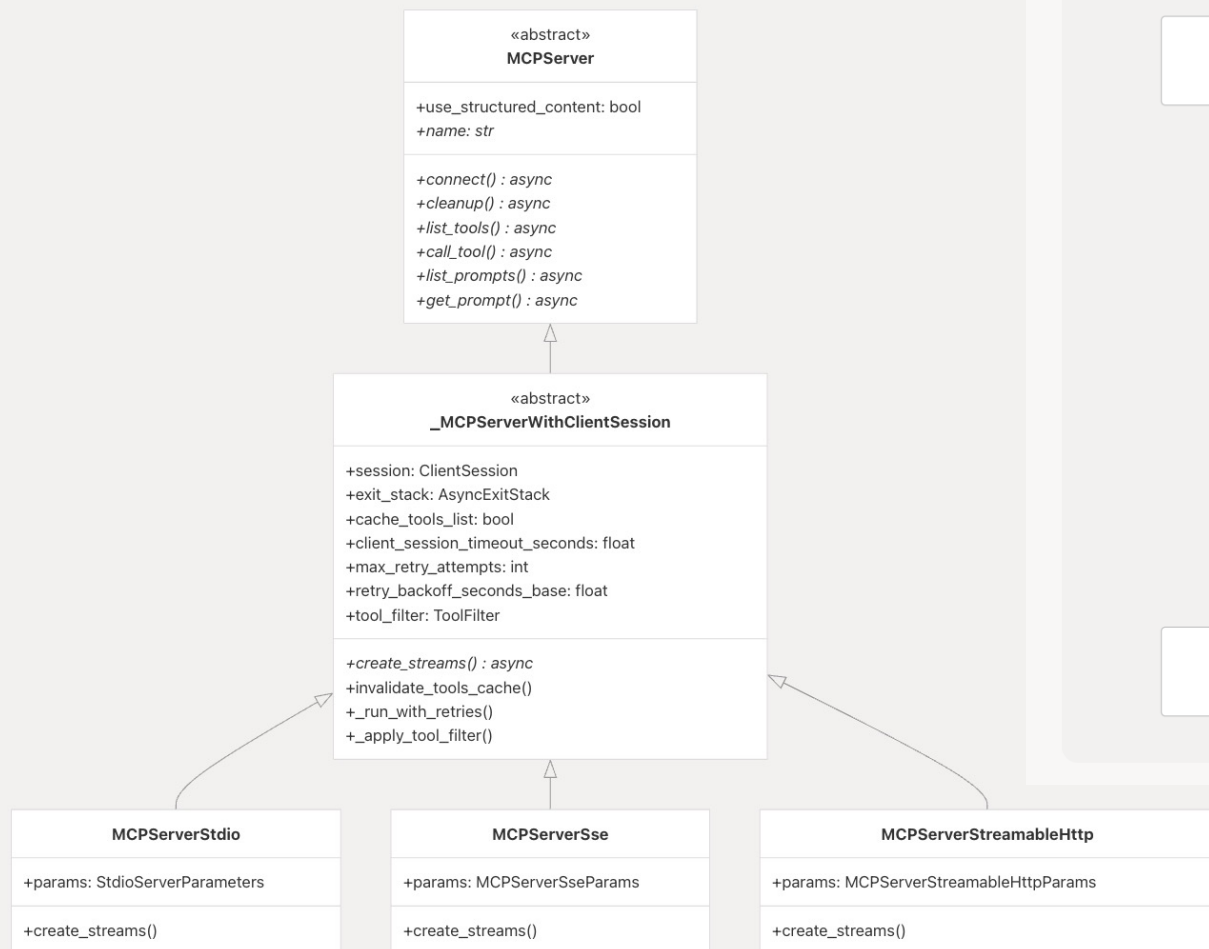 «abstract»
MCPServer
+use_structured_content: bool
+name: str
+connect() : async
+cleanup() : async
+list_tools() : async
+call_tool() : async
+list_prompts() : async
+get_prompt() : async
«abstract»
_MCPServerWithClientSession
+session: ClientSession
+exit_stack: AsyncExitStack
+cache_tools_list: bool
+client_session_timeout_seconds: float
+max_retry_attempts: int
+retry_backoff_seconds_base: float
+tool_filter: ToolFilter
+create_streams() : async
+invalidate_tools_cache()
+_run_with_retries()
+_apply_tool_filter()
MCPServerStdio
+params: StdioServerParameters
+create_streams()
MCPServerSse
+params: MCPServerSseParams
+create_streams()
MCPServerStreamableHttp
+params: MCPServerStreamableHttpParams
+create_streams()